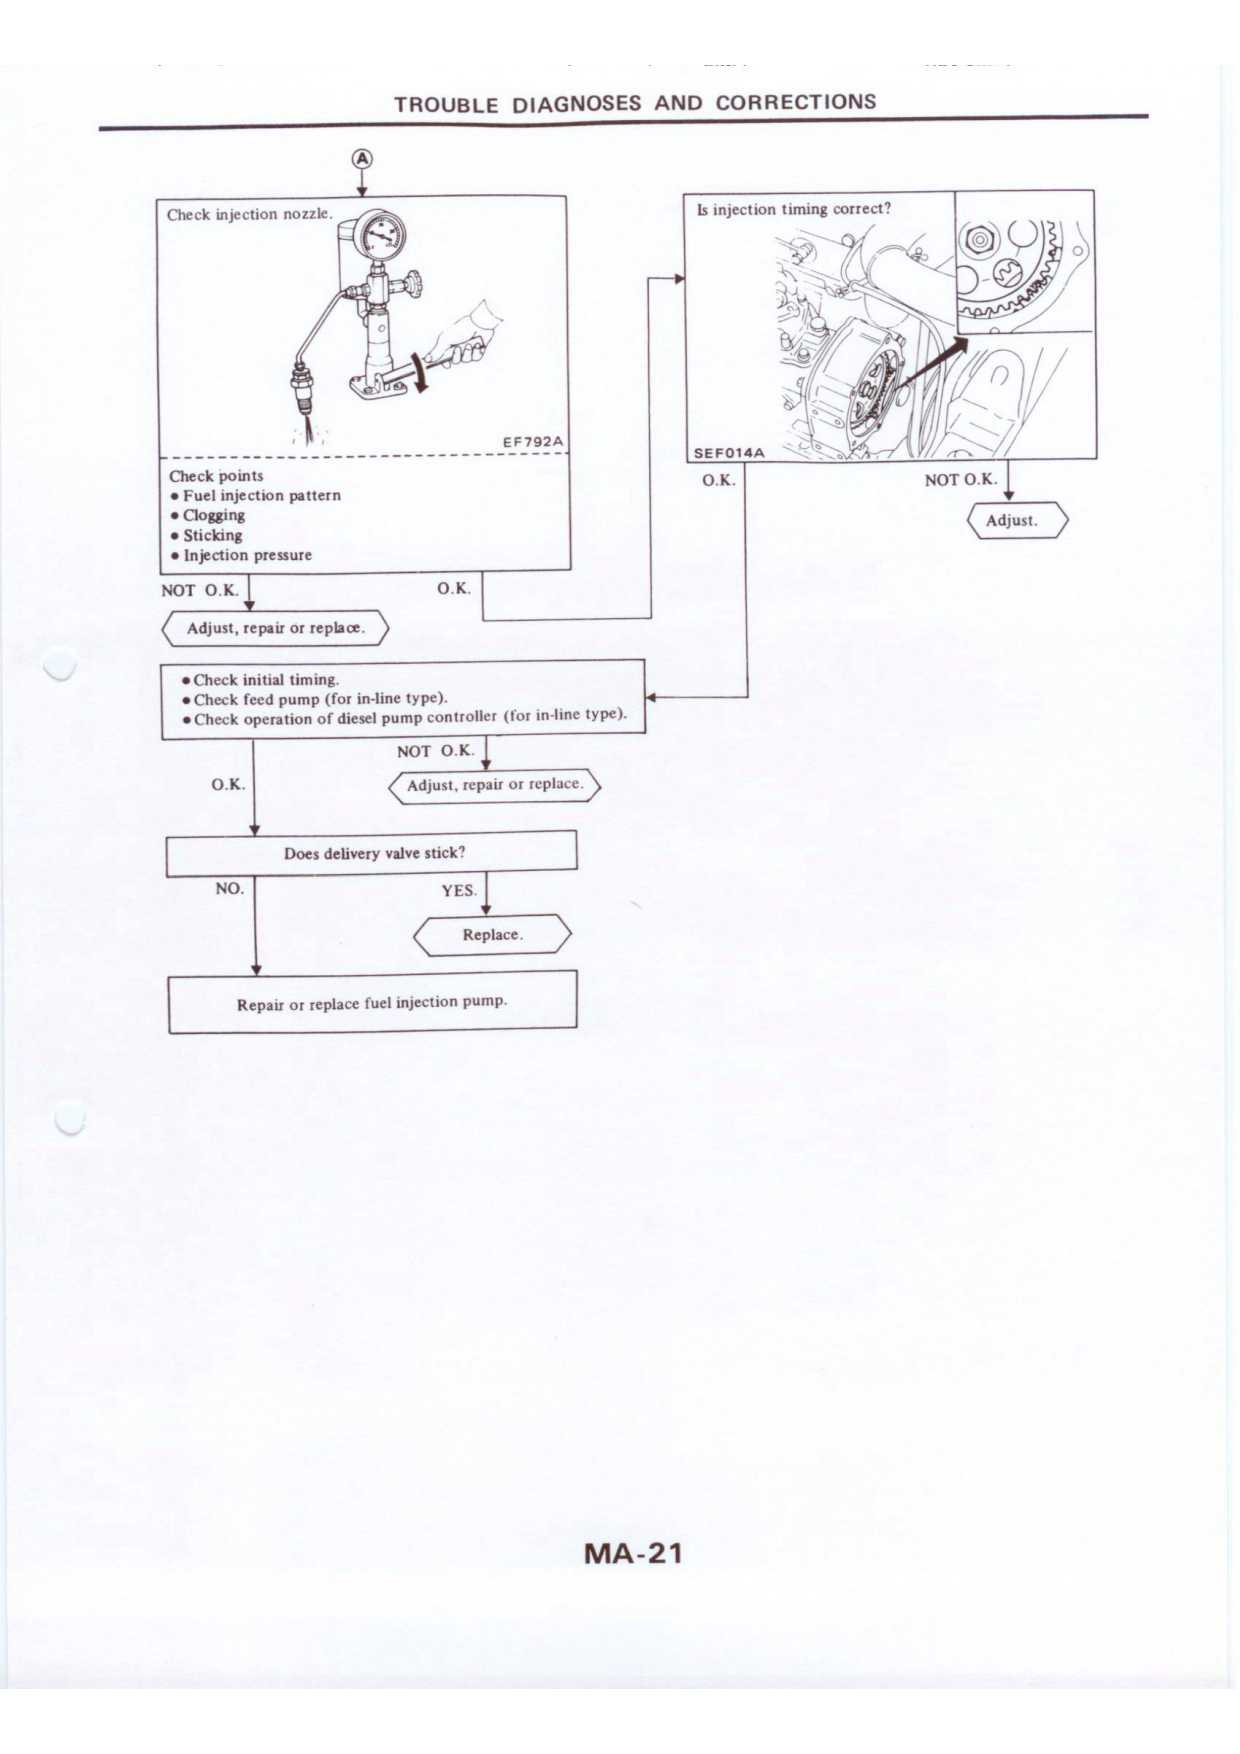 TROUBLE DIAGNOSES AND CORRECTIONS
A
Check injection nozzle.
EF792A
Check points
• Fuel injection pattern
• Clogging
• Sticking
• Injection pressure
NOT O.K.
O.K.
Adjust, repair or replace.
Is injection timing correct?
SEF014A
O.K.
NOT O.K.
Adjust.
• Check initial timing.
• Check feed pump (for in-line type).
• Check operation of diesel pump controller (for in-line type).
NOT O.K.
O.K.
Adjust, repair or replace.
Does delivery valve stick?
NO.
YES.
Replace.
Repair or replace fuel injection pump.
MA-21